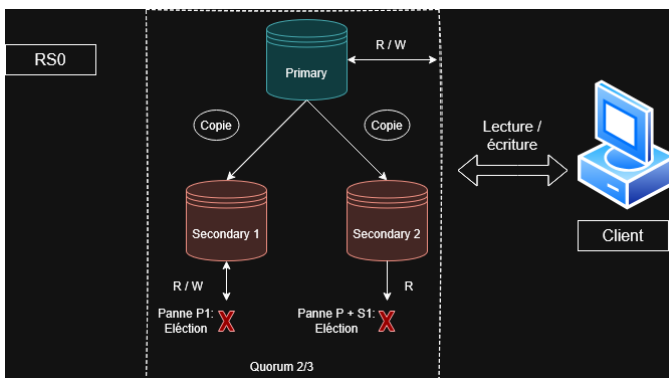 RS0
R / W
Primary
Copie
Copie
Lecture /
écriture
Secondary 1
Secondary 2
Client
R / W
R
Panne P1:
Eléction
Panne P + S1:
Eléction
Quorum 2/3